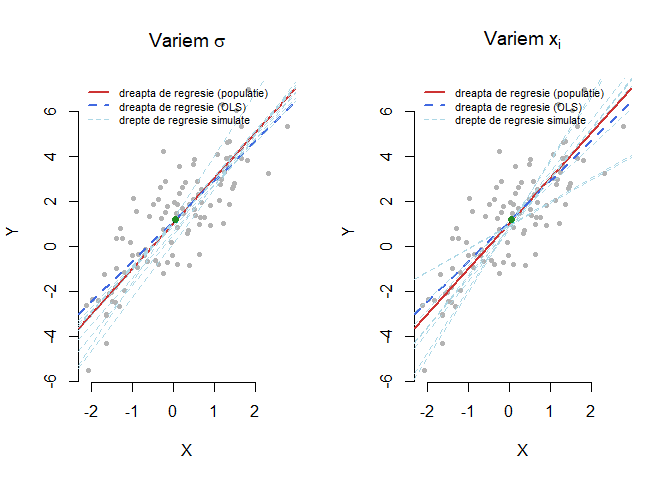 Variem σ
dreapta de regresie (populatie)
dreapta de regresie (OLS)
drepte de regresie simulate
Y
6
4
2
0
-2
-4
-6
-2 -1 0 1 2
X
Variem xᵢ
dreapta de regresie (populatie)
dreapta de regresie (OLS)
drepte de regresie simulate
Y
6
4
2
0
-2
-4
-6
-2 -1 0 1 2
X